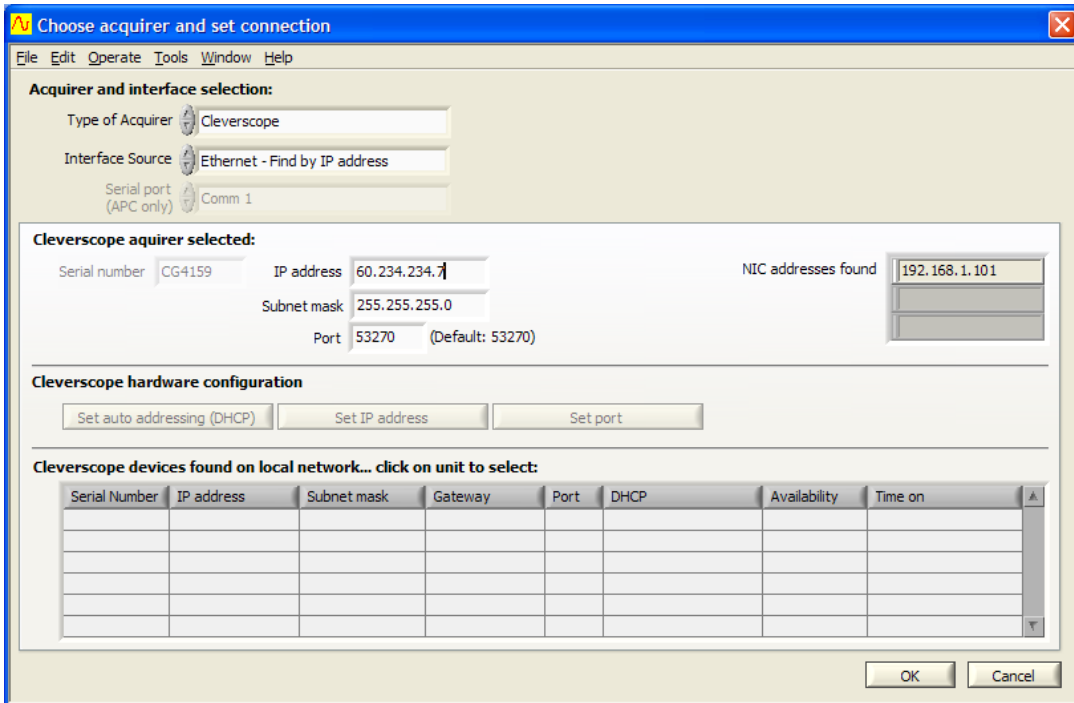 Choose acquirer and set connection
File Edit Operate Tools Window Help
Acquirer and interface selection:
Type of Acquirer Cleverscope
Interface Source Ethernet - Find by IP address
Serial port
(APC only) Comm 1
Cleverscope aquirer selected:
Serial number CG4159 IP address 60.234.234.7 NIC addresses found 192.168.1.101
Subnet mask 255.255.255.0
Port 53270 (Default: 53270)
Cleverscope hardware configuration
Set auto addressing (DHCP) Set IP address Set port
Cleverscope devices found on local network... click on unit to select:
Serial Number IP address Subnet mask Gateway Port DHCP Availability Time on
OK Cancel